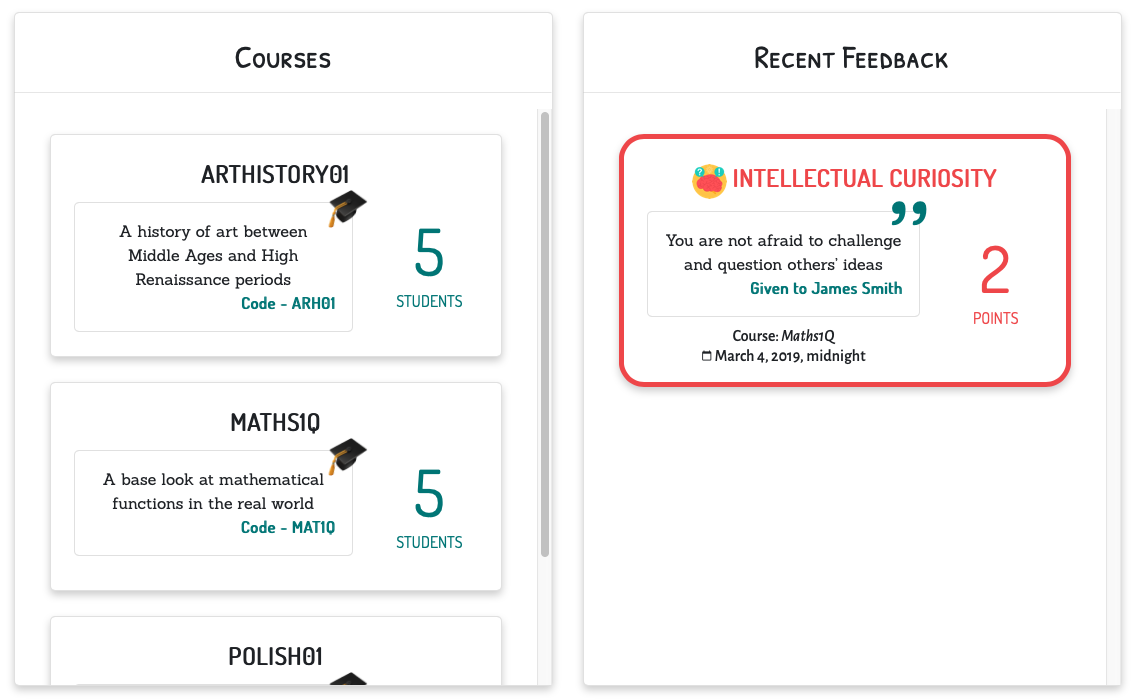 Courses
ARTHISTORY01
A history of art between
Middle Ages and High
Renaissance periods
Code - ARH01
5
STUDENTS
MATHS1Q
A base look at mathematical
functions in the real world
Code - MAT1Q
5
STUDENTS
POLISH01
Recent Feedback
INTELLECTUAL CURIOSITY
You are not afraid to challenge
and question others' ideas
Given to James Smith
2
POINTS
Course: Maths1Q
March 4, 2019, midnight